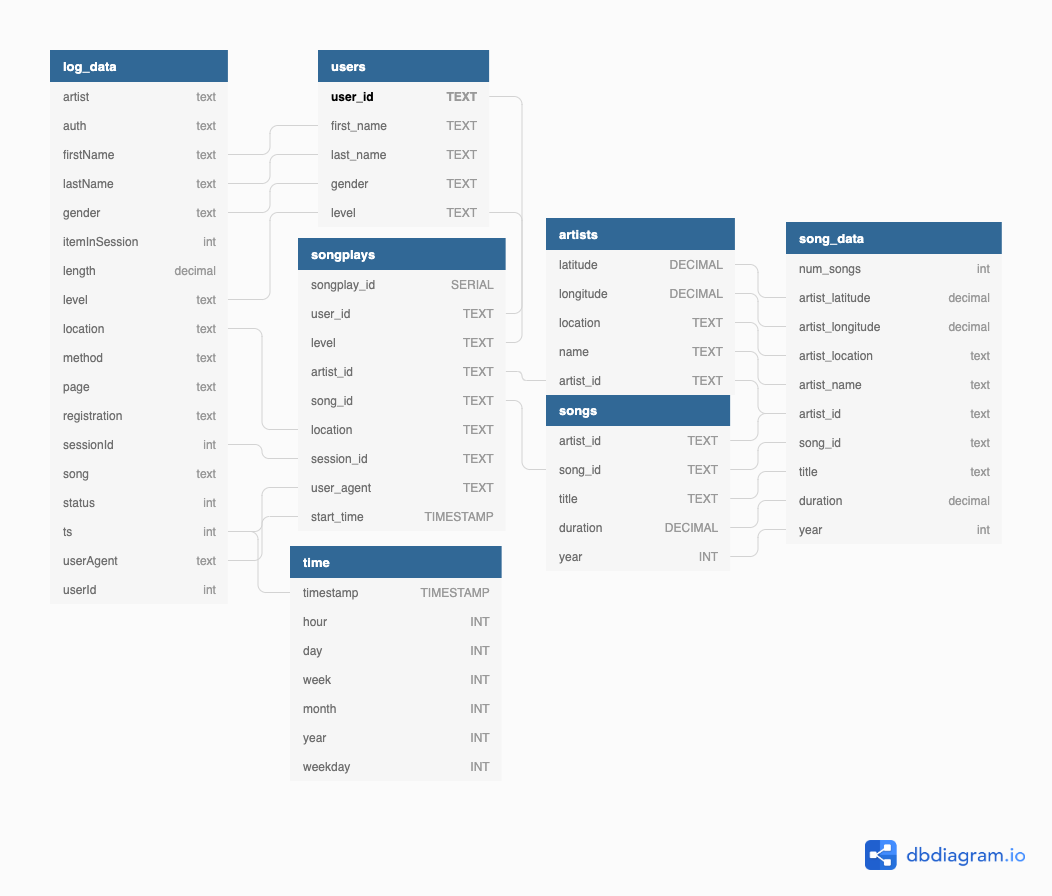 log_data
artist text
auth text
firstName text
lastName text
gender text
itemInSession int
length decimal
level text
location text
method text
page text
registration text
sessionId int
song text
status int
ts int
userAgent text
userId int
users
user_id TEXT
first_name TEXT
last_name TEXT
gender TEXT
level TEXT
songplays
songplay_id SERIAL
user_id TEXT
level TEXT
artist_id TEXT
song_id TEXT
location TEXT
session_id TEXT
user_agent TEXT
start_time TIMESTAMP
time
timestamp TIMESTAMP
hour INT
day INT
week INT
month INT
year INT
weekday INT
artists
latitude DECIMAL
longitude DECIMAL
location TEXT
name TEXT
artist_id TEXT
songs
artist_id TEXT
song_id TEXT
title TEXT
duration DECIMAL
year INT
song_data
num_songs int
artist_latitude decimal
artist_longitude decimal
artist_location text
artist_name text
artist_id text
song_id text
title text
duration decimal
year int
dbdiagram.io